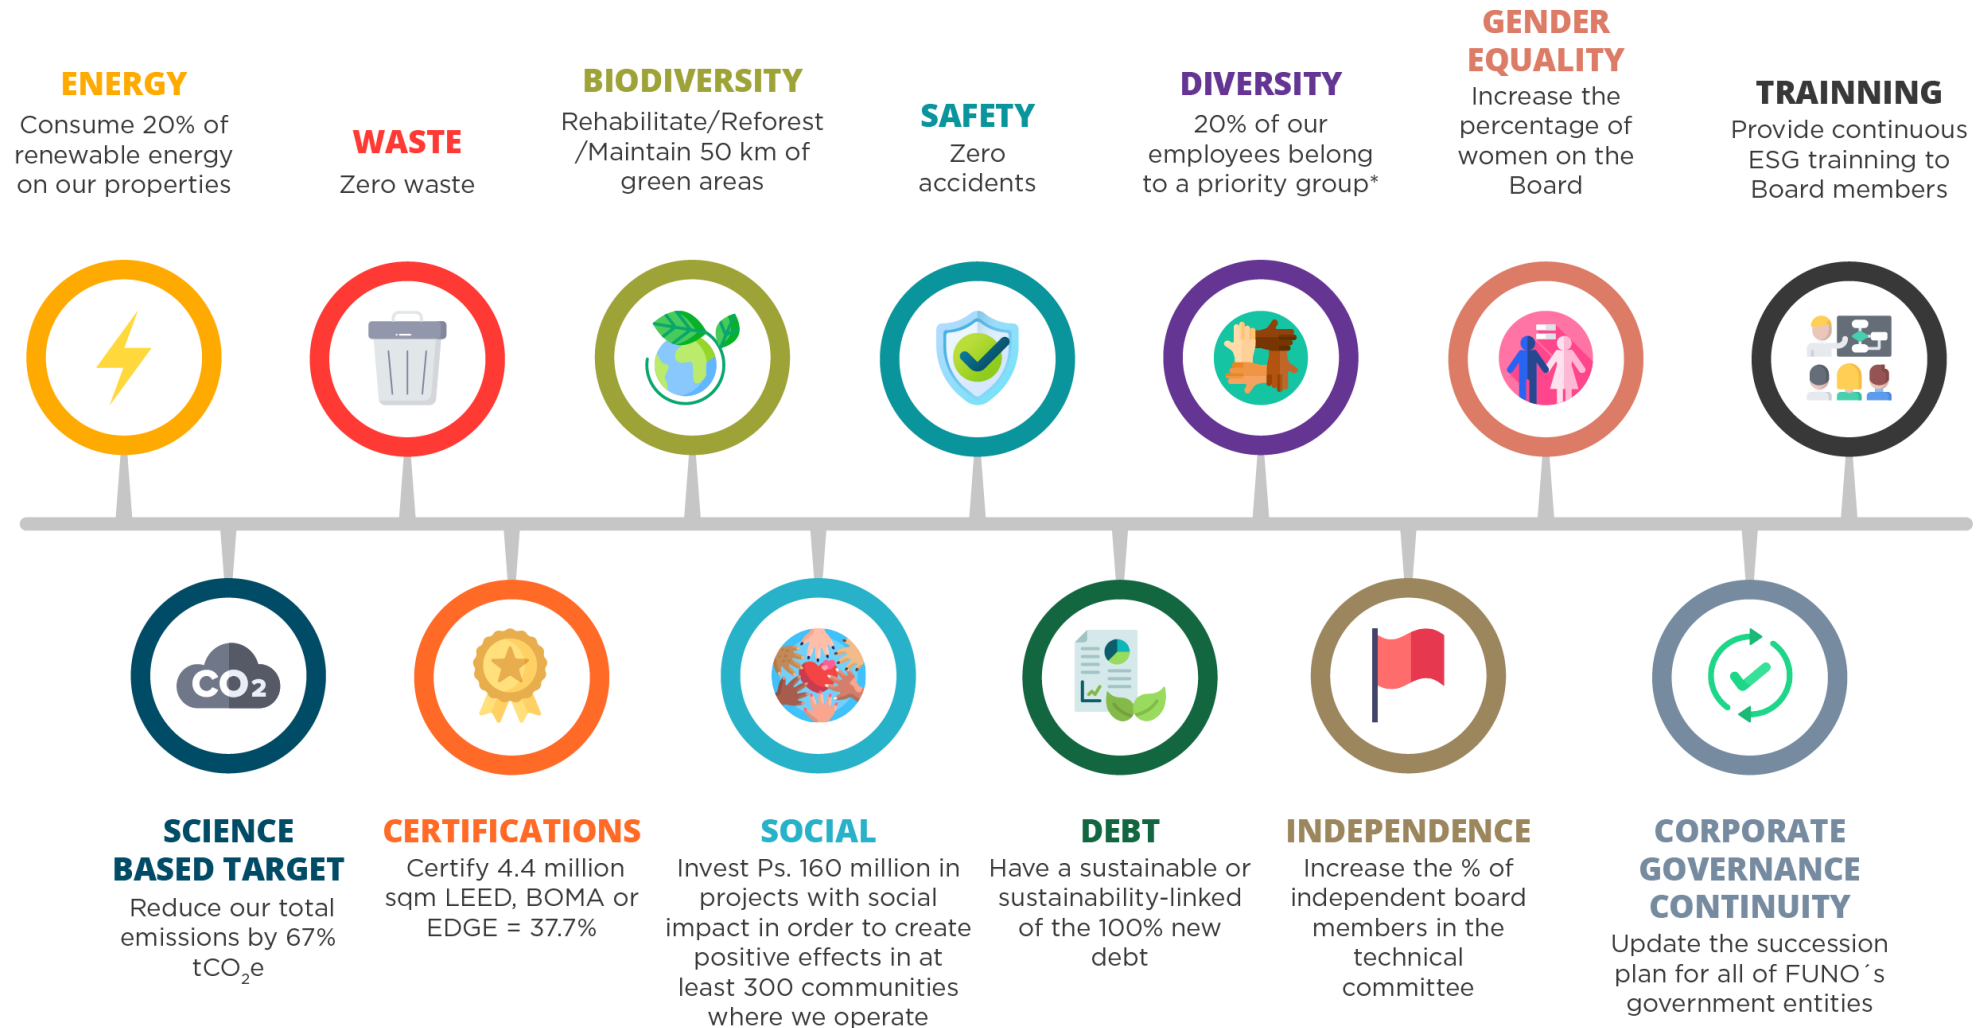 ENERGY
Consume 20% of
renewable energy
on our properties
WASTE
Zero waste
BIODIVERSITY
Rehabilitate/Reforest
/Maintain 50 km of
green areas
SAFETY
Zero
accidents
DIVERSITY
20% of our
employees belong
to a priority group*
GENDER
EQUALITY
Increase the
percentage of
women on the
Board
TRAINNING
Provide continuous
ESG trainning to
Board members
CO2
SCIENCE
BASED TARGET
Reduce our total
emissions by 67%
tCO₂e
CERTIFICATIONS
Certify 4.4 million
sqm LEED, BOMA or
EDGE = 37.7%
SOCIAL
Invest Ps. 160 million in
projects with social
impact in order to create
positive effects in at
least 300 communities
where we operate
DEBT
Have a sustainable or
sustainability-linked
of the 100% new
debt
INDEPENDENCE
Increase the % of
independent board
members in the
technical
committee
CORPORATE
GOVERNANCE
CONTINUITY
Update the succession
plan for all of FUNO´s
government entities